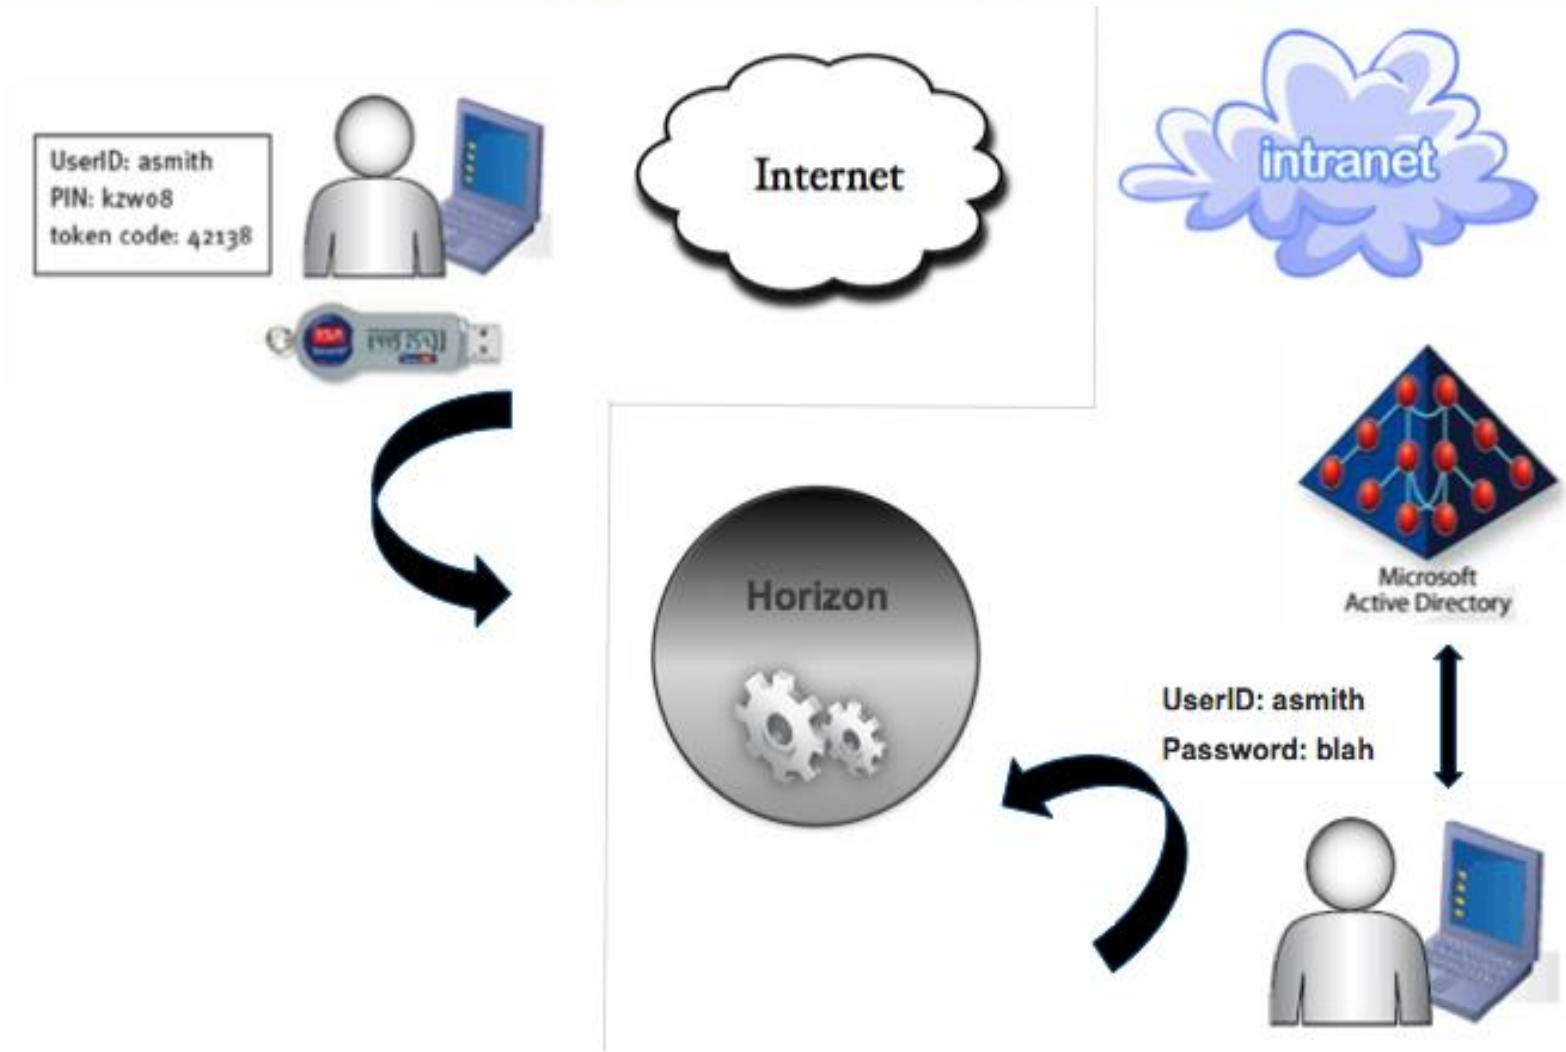 UserID: asmith
PIN: kzwo8
token code: 42138
Internet
intranet
Horizon
Microsoft
Active Directory
UserID: asmith
Password: blah